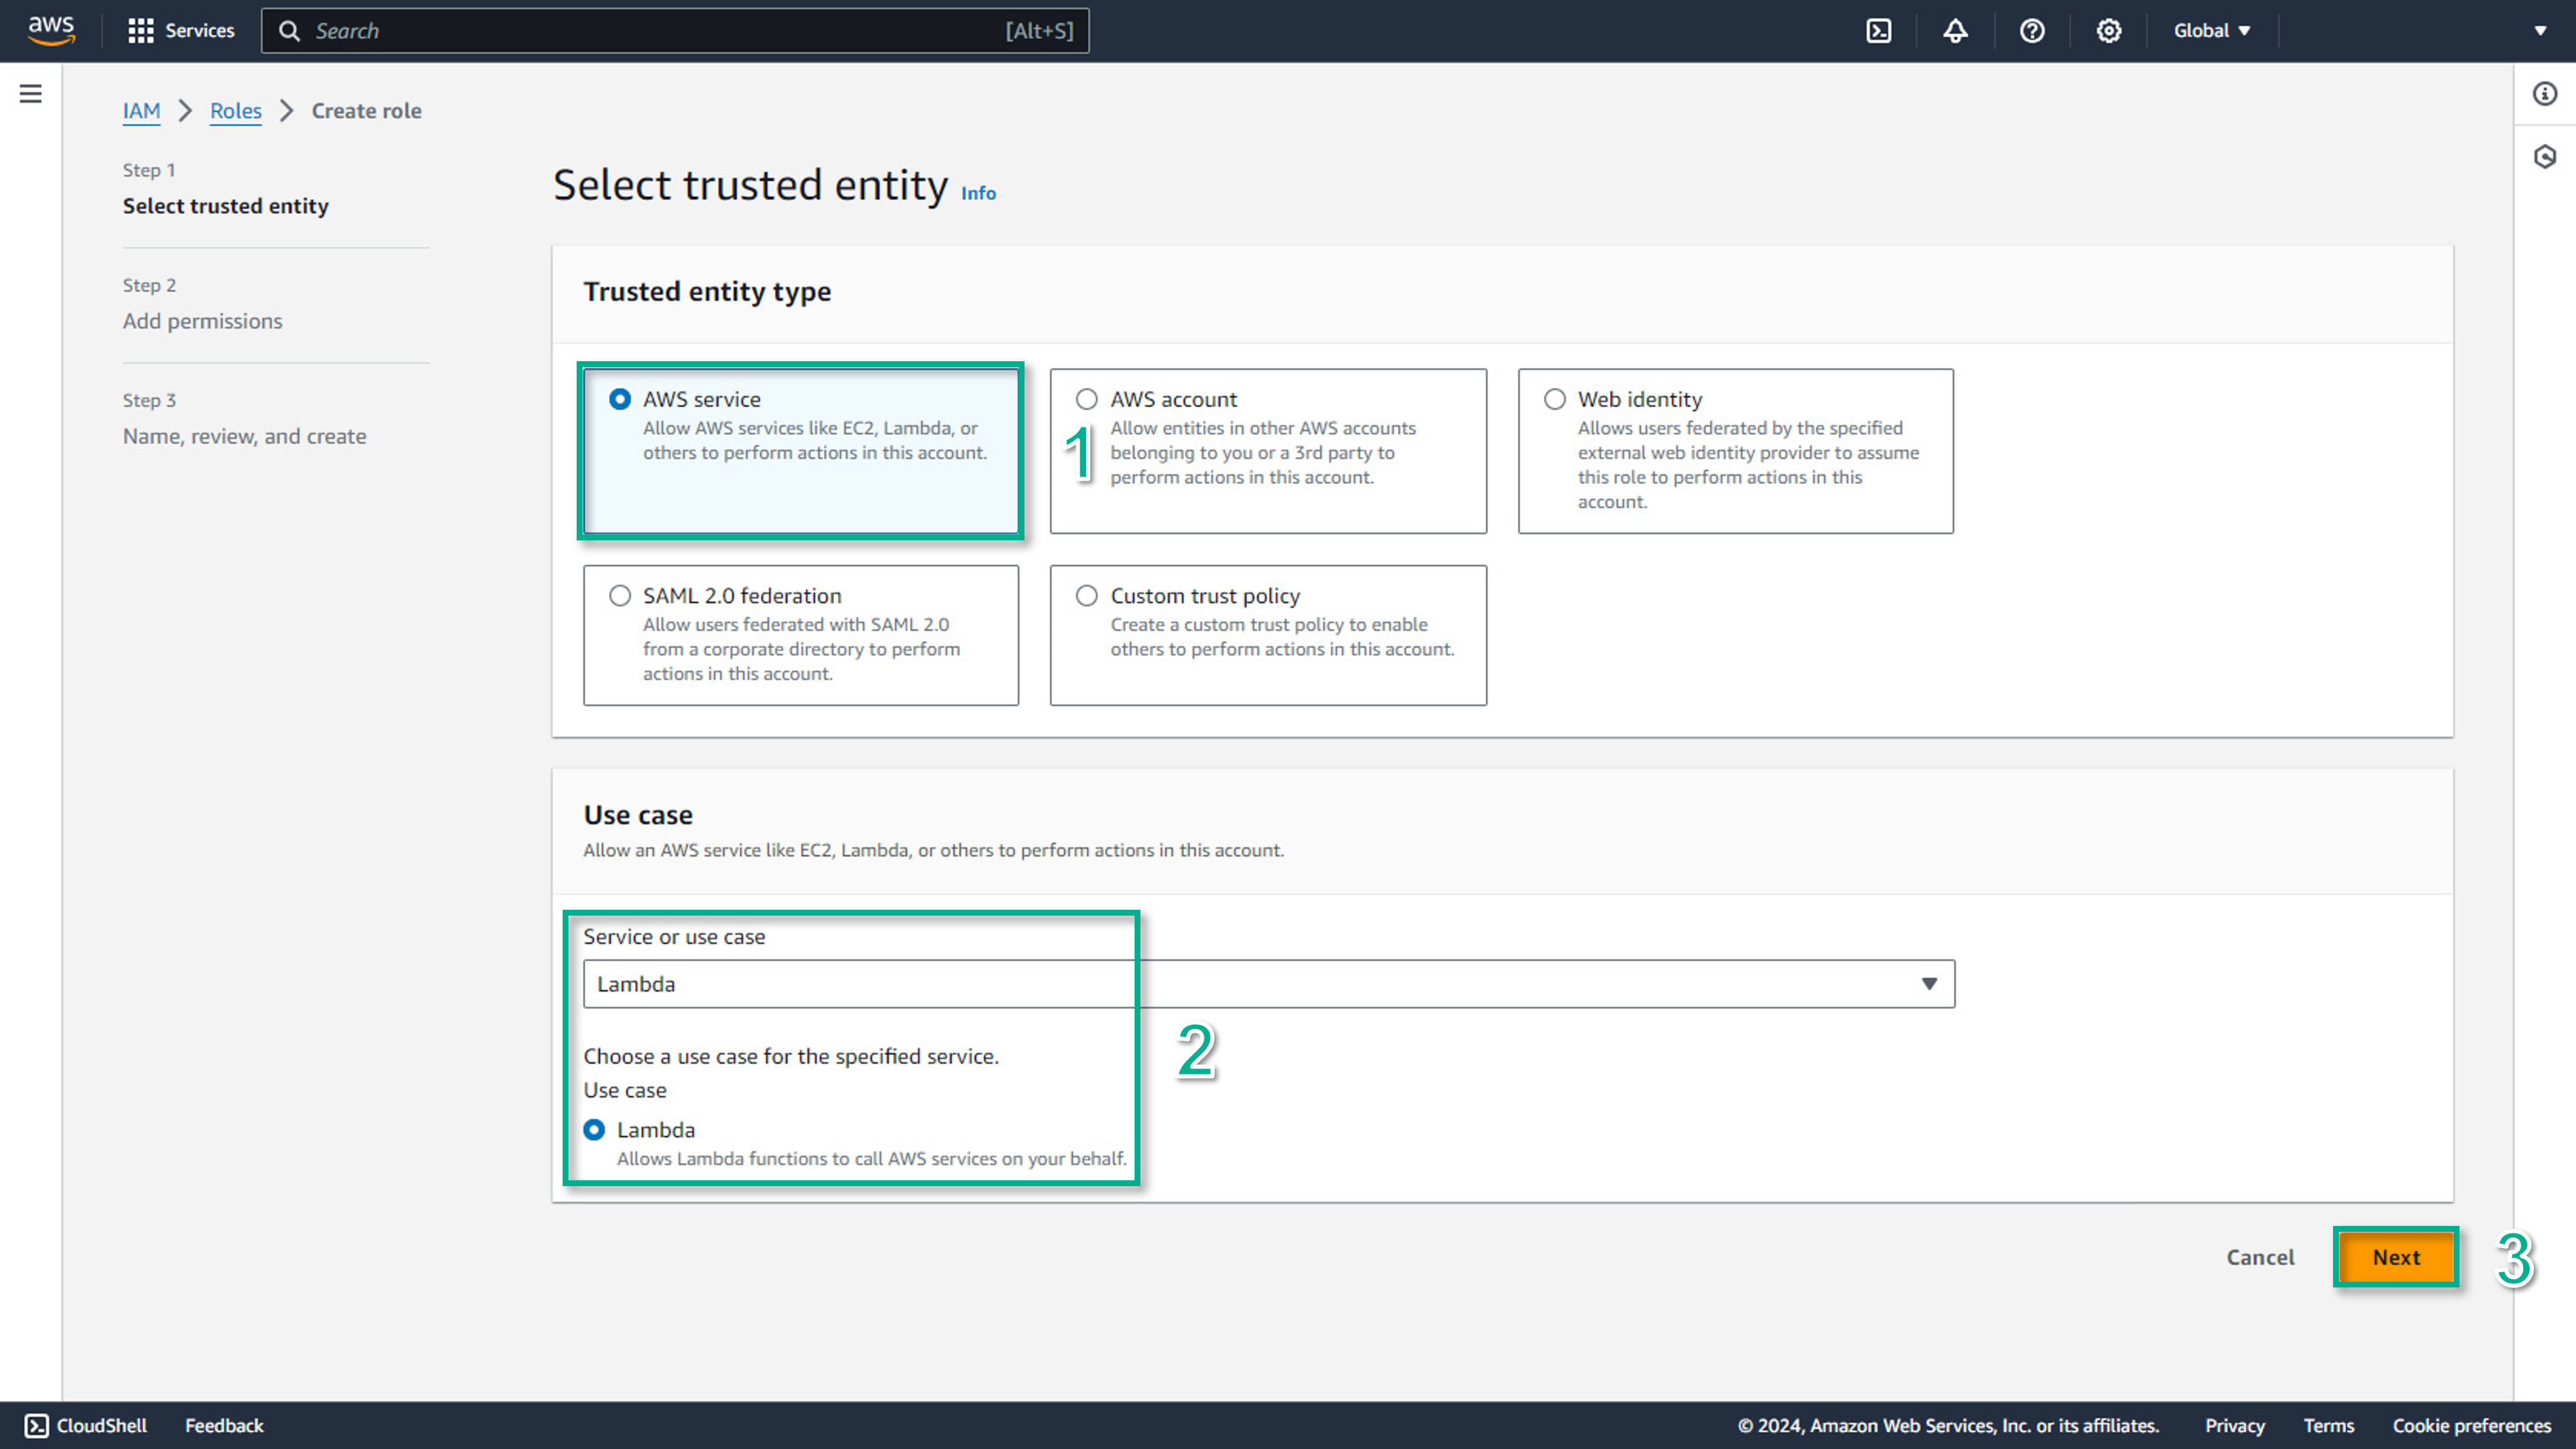 aws
Services
Search
[Alt+S]
Global
IAM
Roles
Create role
Step 1
Select trusted entity
Step 2
Add permissions
Step 3
Name, review, and create
Select trusted entity Info
Trusted entity type
AWS service
Allow AWS services like EC2, Lambda, or
others to perform actions in this account.
1
AWS account
Allow entities in other AWS accounts
belonging to you or a 3rd party to
perform actions in this account.
Web identity
Allows users federated by the specified
external web identity provider to assume
this role to perform actions in this
account.
SAML 2.0 federation
Allow users federated with SAML 2.0
from a corporate directory to perform
actions in this account.
Custom trust policy
Create a custom trust policy to enable
others to perform actions in this account.
Use case
Allow an AWS service like EC2, Lambda, or others to perform actions in this account.
Service or use case
Lambda
2
Choose a use case for the specified service.
Use case
Lambda
Allows Lambda functions to call AWS services on your behalf.
Cancel
Next
3
CloudShell
Feedback
© 2024, Amazon Web Services, Inc. or its affiliates.
Privacy
Terms
Cookie preferences